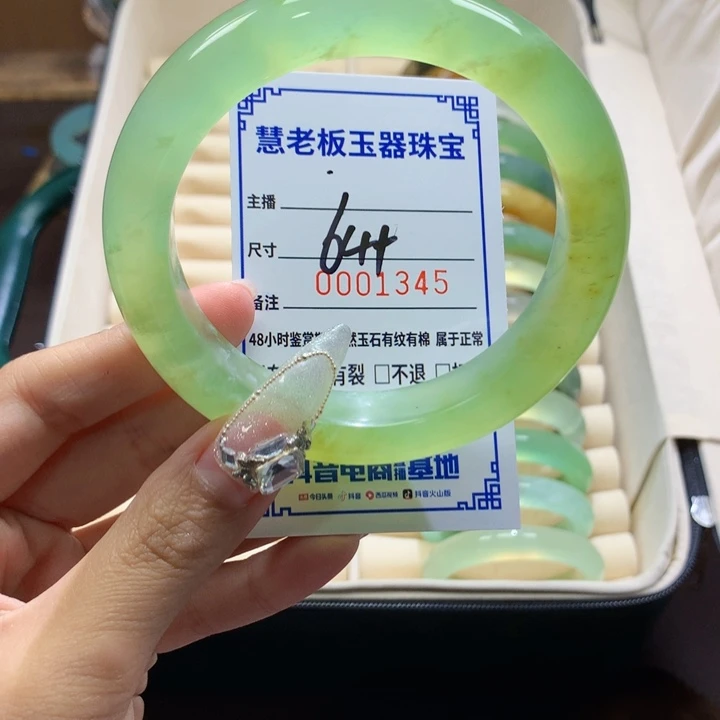 慧老板玉器珠宝
主播
尺寸 64+
0001345
备注
48小时鉴常 然玉石有纹有棉 属于正常
有裂 □不退 □
抖音电商 基地
今日头条 抖音 西瓜视频 抖音火山版